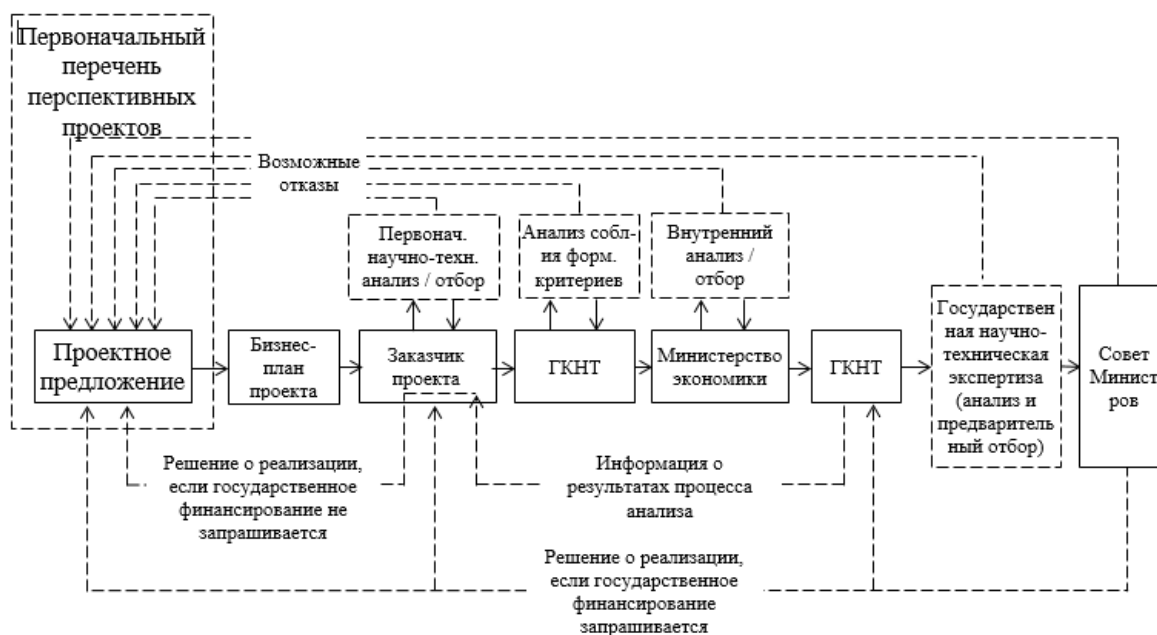 Первоначальный
перечень
перспективных
проектов
Возможные
отказы
Первонач.
научно-техн.
анализ / отбор
Анализ собл-
ия форм.
критериев
Внутренний
анализ /
отбор
Проектное
предложение
Бизнес-
план
проекта
Заказчик
проекта
ГКНТ
Министерство
экономики
ГКНТ
Государствен
ная научно-
техническая
экспертиза
(анализ и
предваритель
ный отбор)
Совет
Минист
ров
Решение о реализации,
если государственное
финансирование не
запрашивается
Информация о
результатах процесса
анализа
Решение о реализации,
если государственное
финансирование
запрашивается